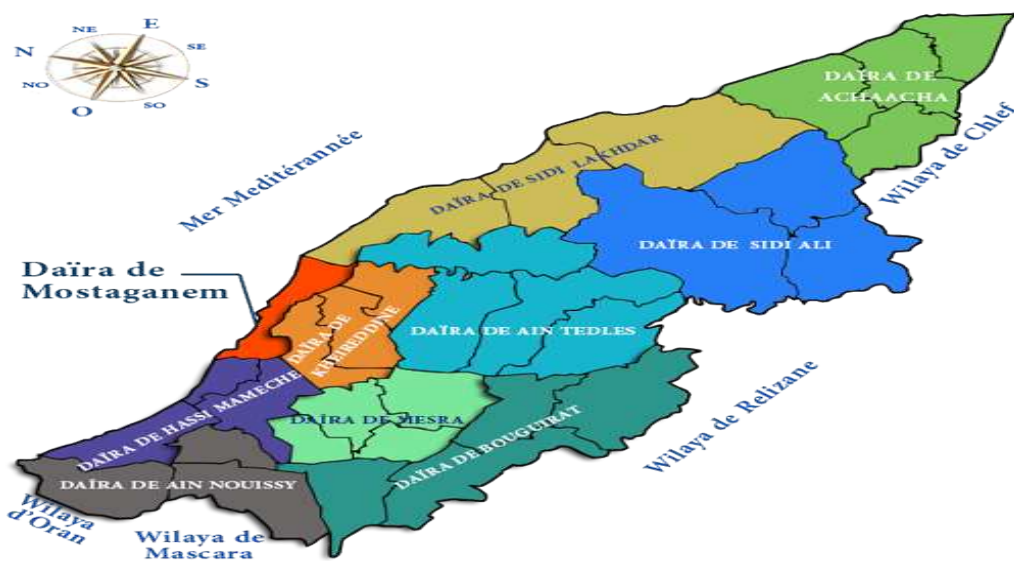 NE
E
N
SE
NO
S
O
SO
DAÏRA DE
ACHAACHA
Mer Meditérannée
Wilaya de Chlef
DAÏRA DE SIDI LAKHDAR
DAÏRA DE SIDI ALI
Daïra de
Mostaganem
DAÏRA DE
KHEIREDDINE
DAÏRA DE AIN TEDLES
DAÏRA DE HASSI MAMECHE
DAÏRA DE MESRA
DAÏRA DE BOUGUIRAT
Wilaya de Relizane
DAÏRA DE AIN NOUISSY
Wilaya
d'Oran
Wilaya de
Mascara